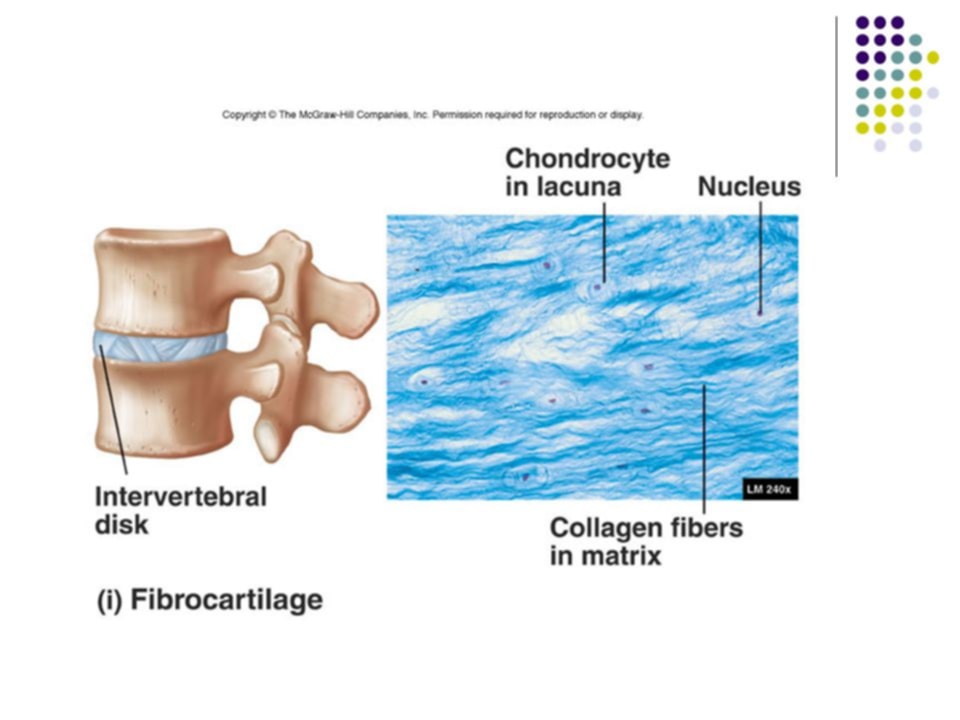 Copyright © The McGraw-Hill Companies, Inc. Permission required for reproduction or display.
Chondrocyte
in lacuna
Nucleus
LM 240x
Intervertebral
disk
Collagen fibers
in matrix
(i) Fibrocartilage